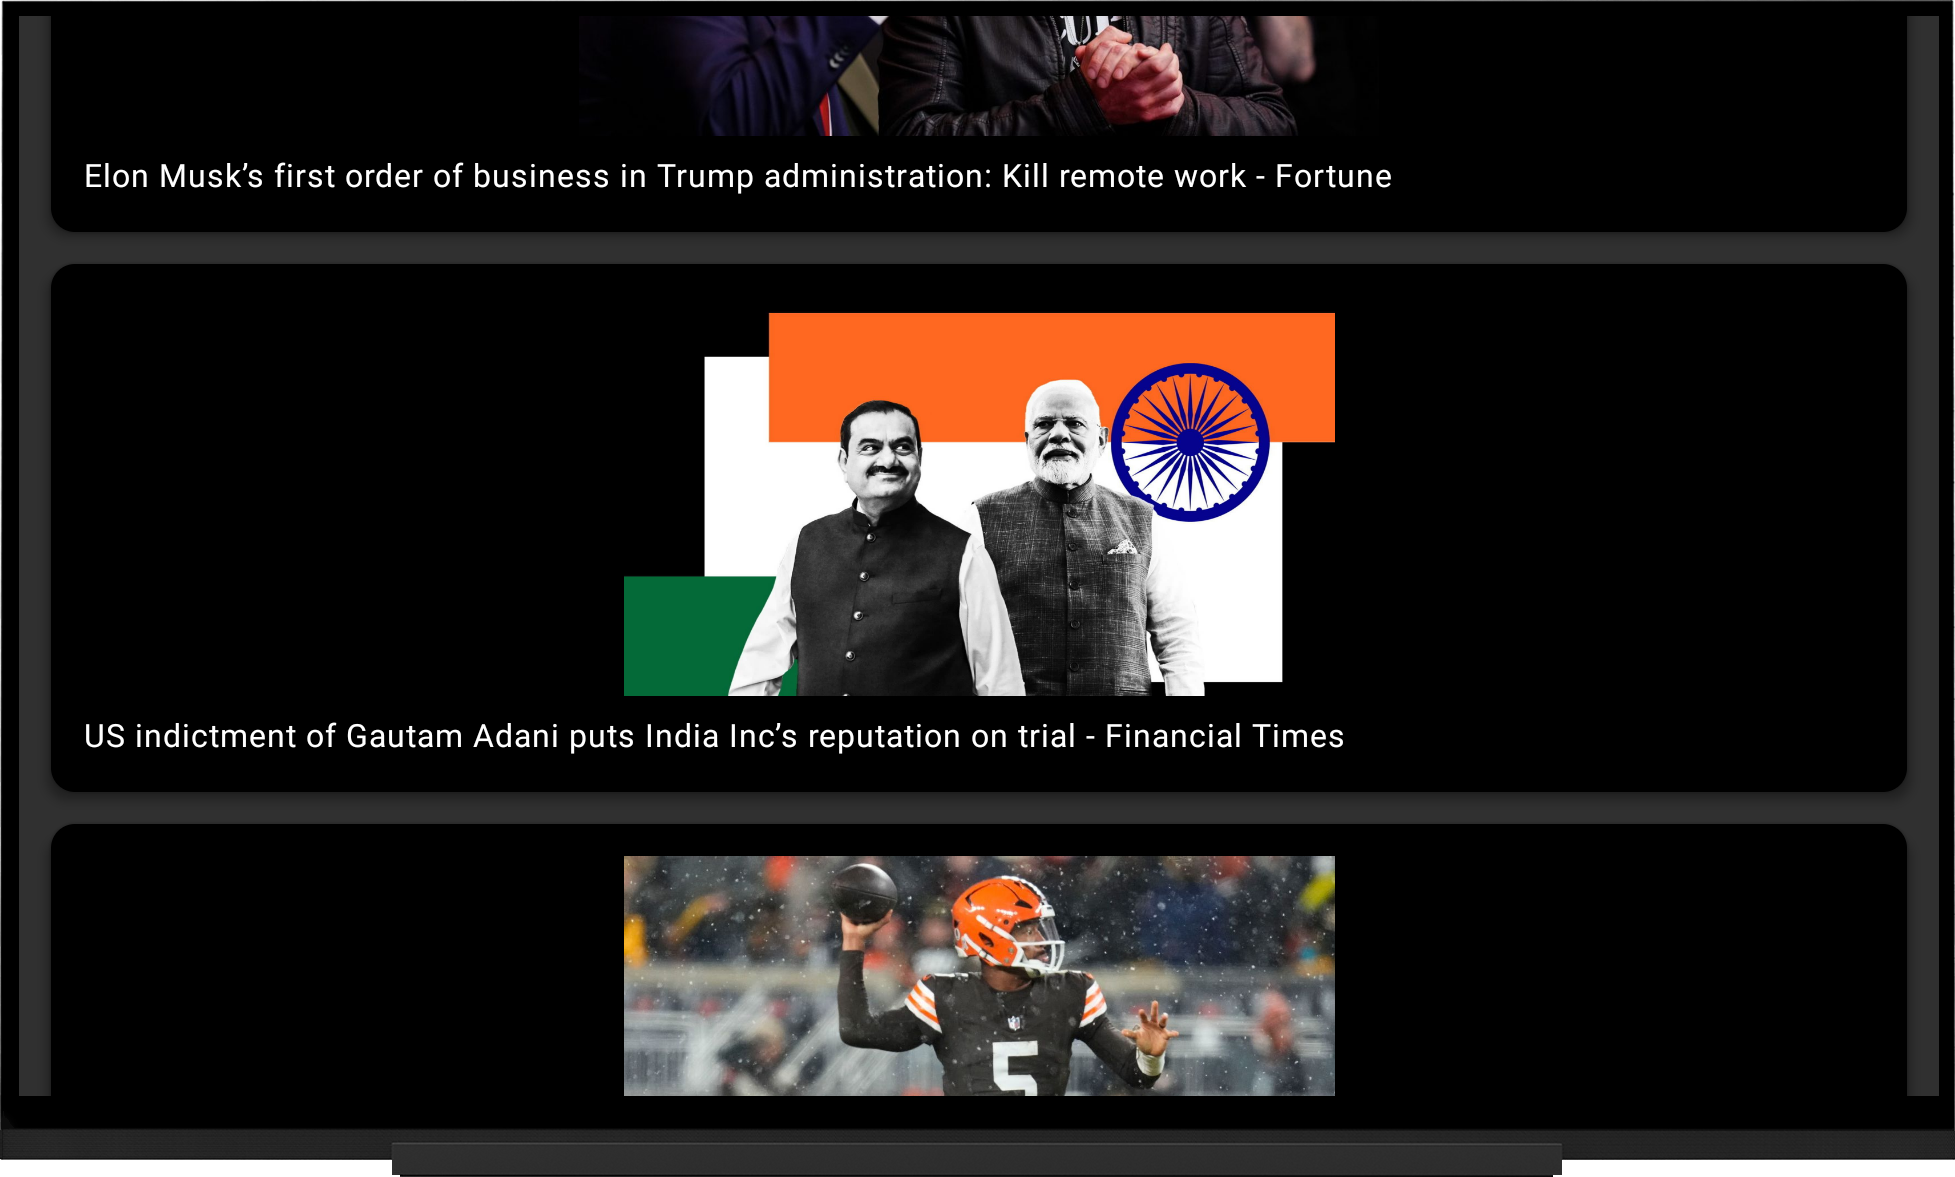 Elon Musk’s first order of business in Trump administration: Kill remote work - Fortune
US indictment of Gautam Adani puts India Inc’s reputation on trial - Financial Times
5